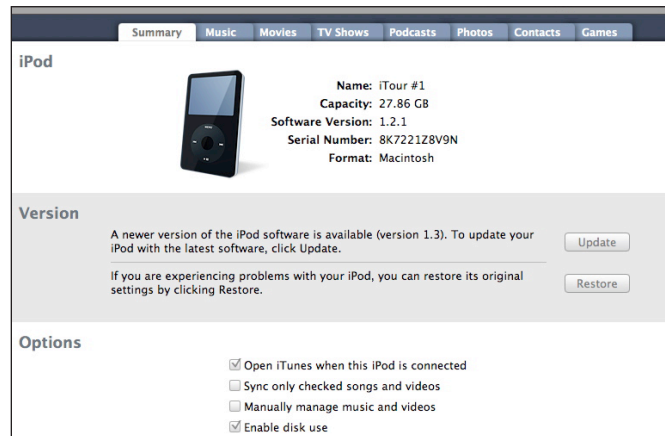 Summary Music Movies TV Shows Podcasts Photos Contacts Games
iPod
Name: iTour #1
Capacity: 27.86 GB
Software Version: 1.2.1
Serial Number: 8K7221Z8V9N
Format: Macintosh
Version
A newer version of the iPod software is available (version 1.3). To update your
iPod with the latest software, click Update.
Update
If you are experiencing problems with your iPod, you can restore its original
settings by clicking Restore.
Restore
Options
Open iTunes when this iPod is connected
Sync only checked songs and videos
Manually manage music and videos
Enable disk use